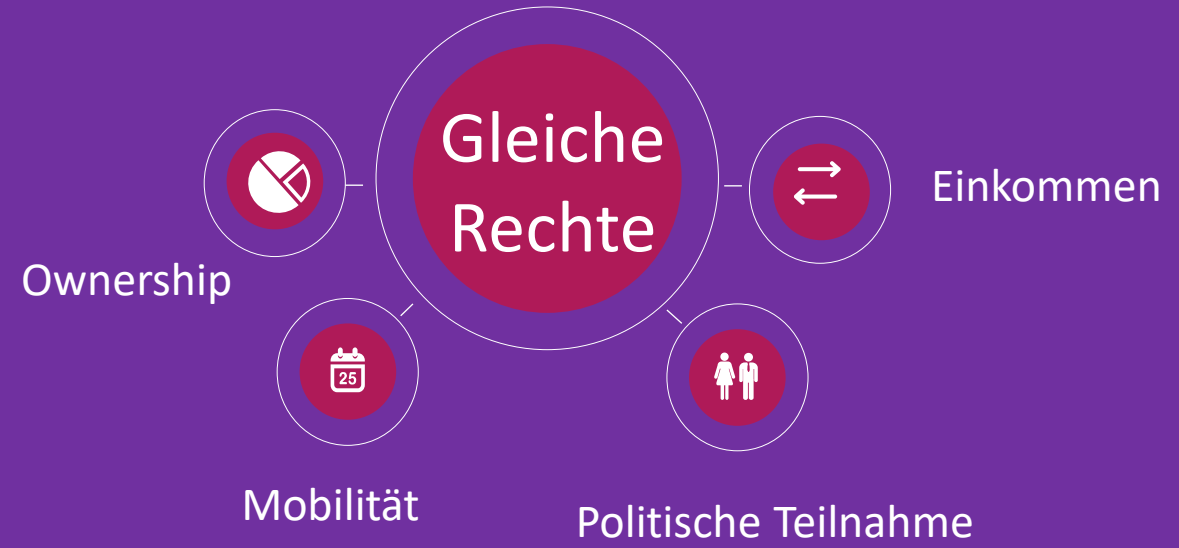 Gleiche
Rechte
Einkommen
Ownership
25
Mobilität
Politische Teilnahme